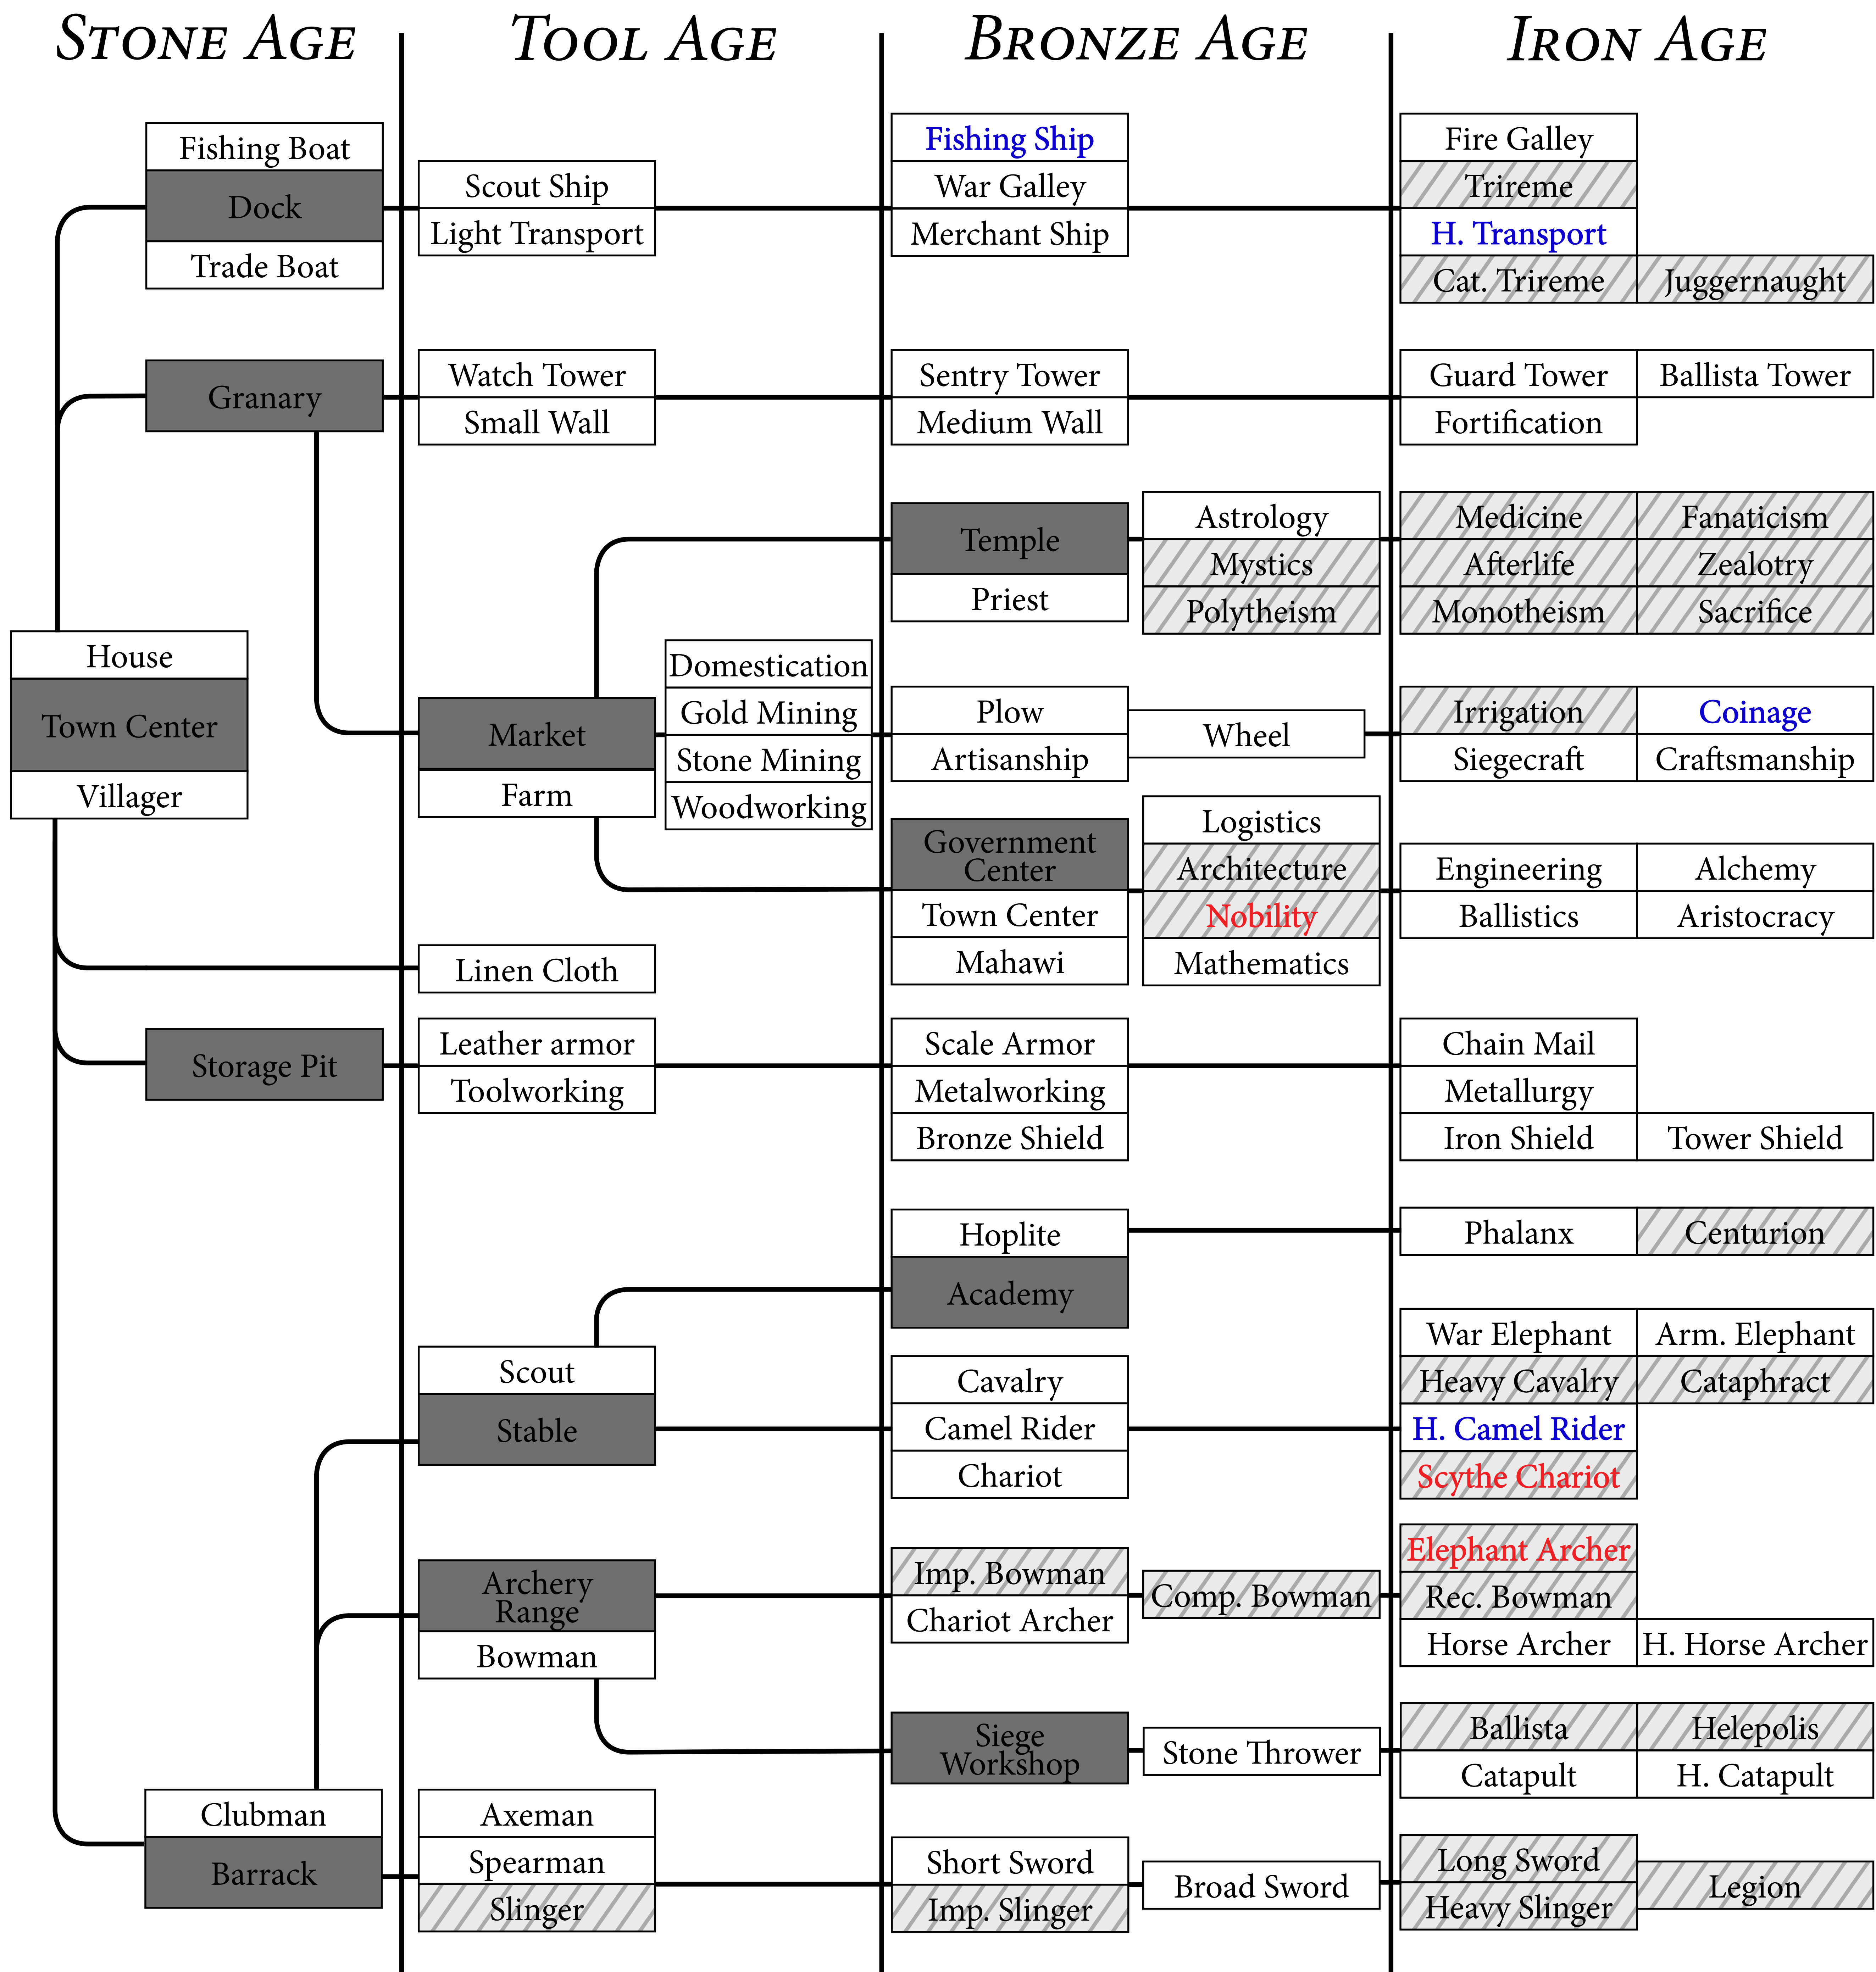 STONE AGE
TOOL AGE
BRONZE AGE
IRON AGE
Fishing Boat
Dock
Trade Boat
Scout Ship
Light Transport
Fishing Ship
War Galley
Merchant Ship
Fire Galley
Trireme
H. Transport
Cat. Trireme
Juggernaught
Granary
Watch Tower
Small Wall
Sentry Tower
Medium Wall
Guard Tower
Ballista Tower
Fortification
Temple
Priest
Astrology
Mystics
Polytheism
Medicine
Fanaticism
Afterlife
Zealotry
Monotheism
Sacrifice
House
Town Center
Villager
Market
Farm
Domestication
Gold Mining
Stone Mining
Woodworking
Plow
Artisanship
Wheel
Irrigation
Coinage
Siegecraft
Craftsmanship
Government
Center
Town Center
Mahawi
Logistics
Architecture
Nobility
Mathematics
Engineering
Alchemy
Ballistics
Aristocracy
Linen Cloth
Storage Pit
Leather armor
Toolworking
Scale Armor
Metalworking
Bronze Shield
Chain Mail
Metallurgy
Iron Shield
Tower Shield
Hoplite
Academy
Phalanx
Centurion
Scout
Stable
Cavalry
Camel Rider
Chariot
War Elephant
Arm. Elephant
Heavy Cavalry
Cataphract
H. Camel Rider
Scythe Chariot
Archery
Range
Bowman
Imp. Bowman
Chariot Archer
Comp. Bowman
Elephant Archer
Rec. Bowman
Horse Archer
H. Horse Archer
Siege
Workshop
Stone Thrower
Ballista
Helepolis
Catapult
H. Catapult
Clubman
Barrack
Axeman
Spearman
Slinger
Short Sword
Imp. Slinger
Broad Sword
Long Sword
Heavy Slinger
Legion